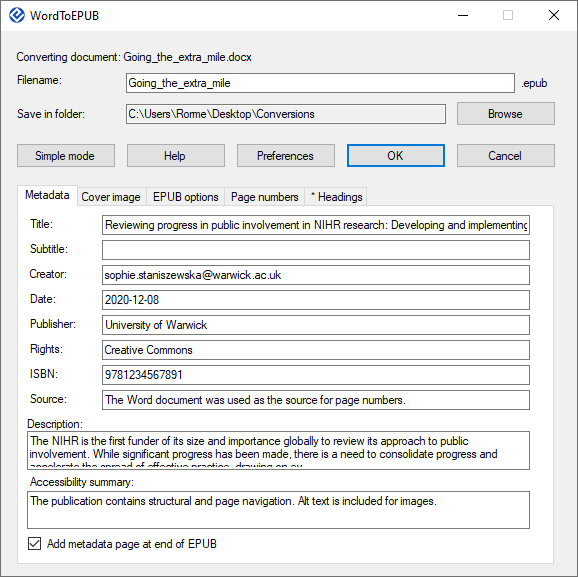 WordToEPUB
Converting document: Going_the_extra_mile.docx
Filename: Going_the_extra_mile .epub
Save in folder: C:\Users\Rorme\Desktop\Conversions Browse
Simple mode Help Preferences OK Cancel
Metadata Cover image EPUB options Page numbers * Headings
Title: Reviewing progress in public involvement in NIHR research: Developing and implementing
Subtitle:
Creator: sophie.staniszewska@warwick.ac.uk
Date: 2020-12-08
Publisher: University of Warwick
Rights: Creative Commons
ISBN: 9781234567891
Source: The Word document was used as the source for page numbers.
Description:
The NIHR is the first funder of its size and importance globally to review its approach to public
involvement. While significant progress has been made, there is a need to consolidate progress and
accelerate the spread of effective practice, drawing on ev
Accessibility summary:
The publication contains structural and page navigation. Alt text is included for images.
Add metadata page at end of EPUB